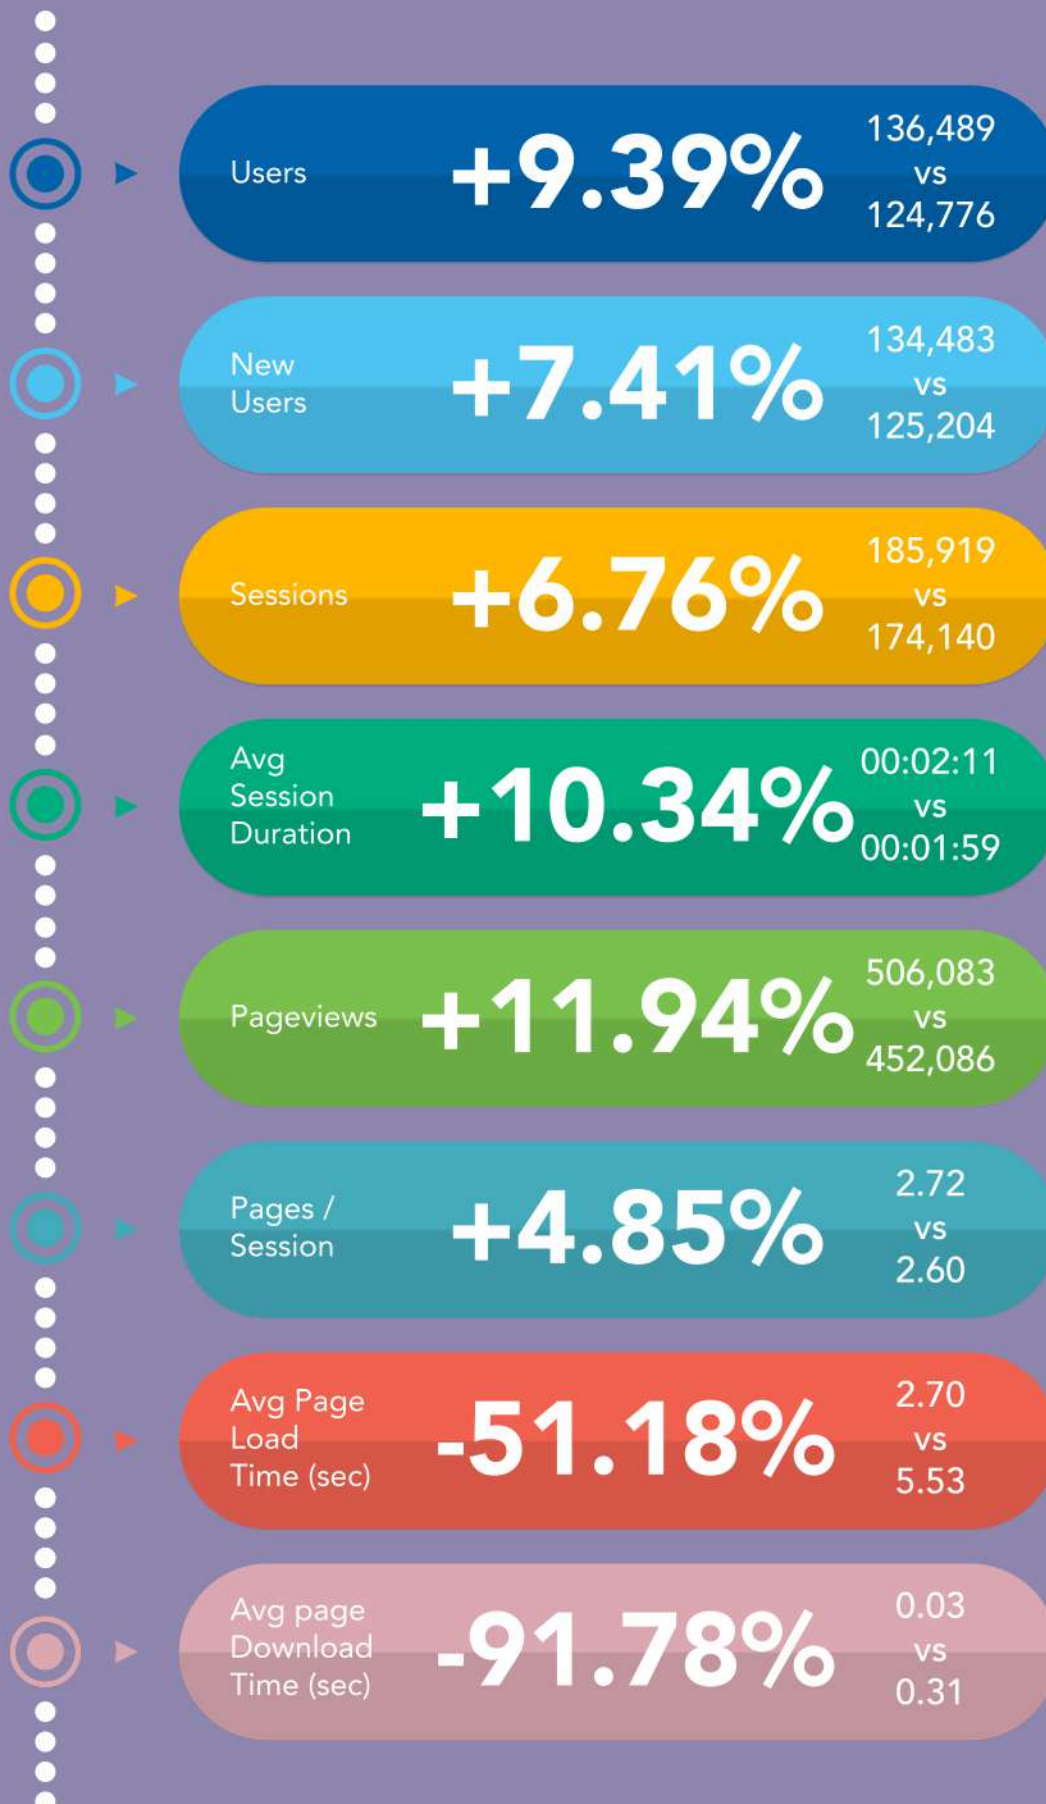 Users
+9.39%
136,489
vs
124,776
New
Users
+7.41%
134,483
vs
125,204
Sessions
+6.76%
185,919
vs
174,140
Avg
Session
Duration
+10.34%
00:02:11
vs
00:01:59
Pageviews
+11.94%
506,083
vs
452,086
Pages /
Session
+4.85%
2.72
vs
2.60
Avg Page
Load
Time (sec)
-51.18%
2.70
vs
5.53
Avg page
Download
Time (sec)
-91.78%
0.03
vs
0.31